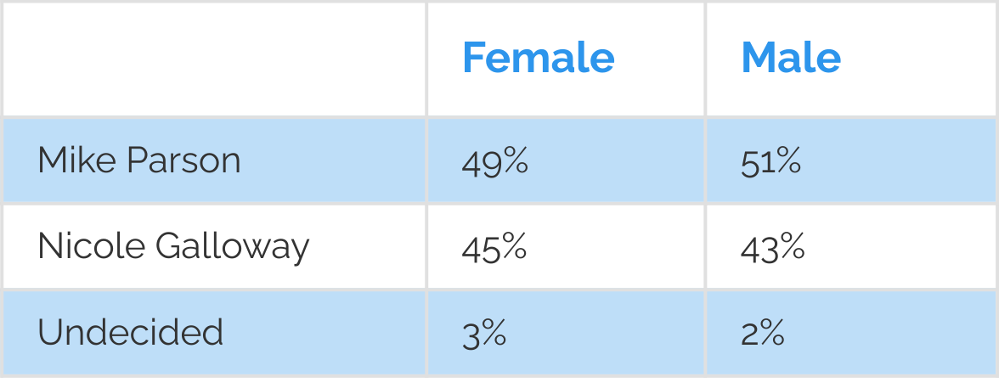 Female Male
Mike Parson 49% 51%
Nicole Galloway 45% 43%
Undecided 3% 2%